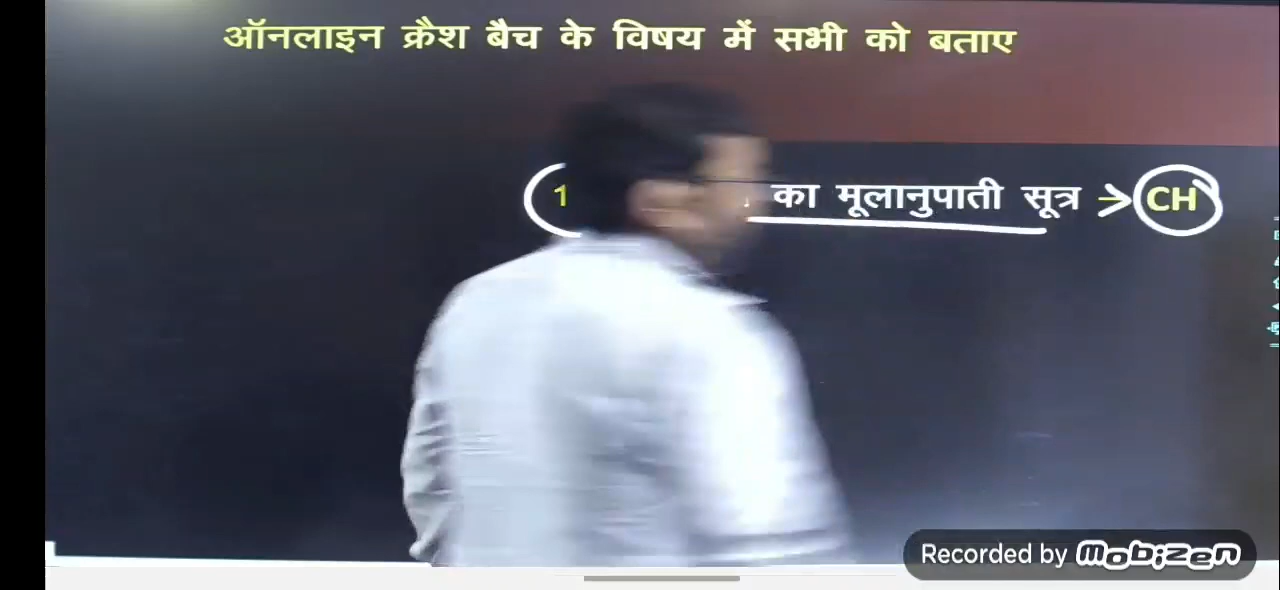 ऑनलाइन क्रैश बैच के विषय में सभी को बताए
1 का मूलानुपाती सूत्र → CH
Recorded by Mobizen